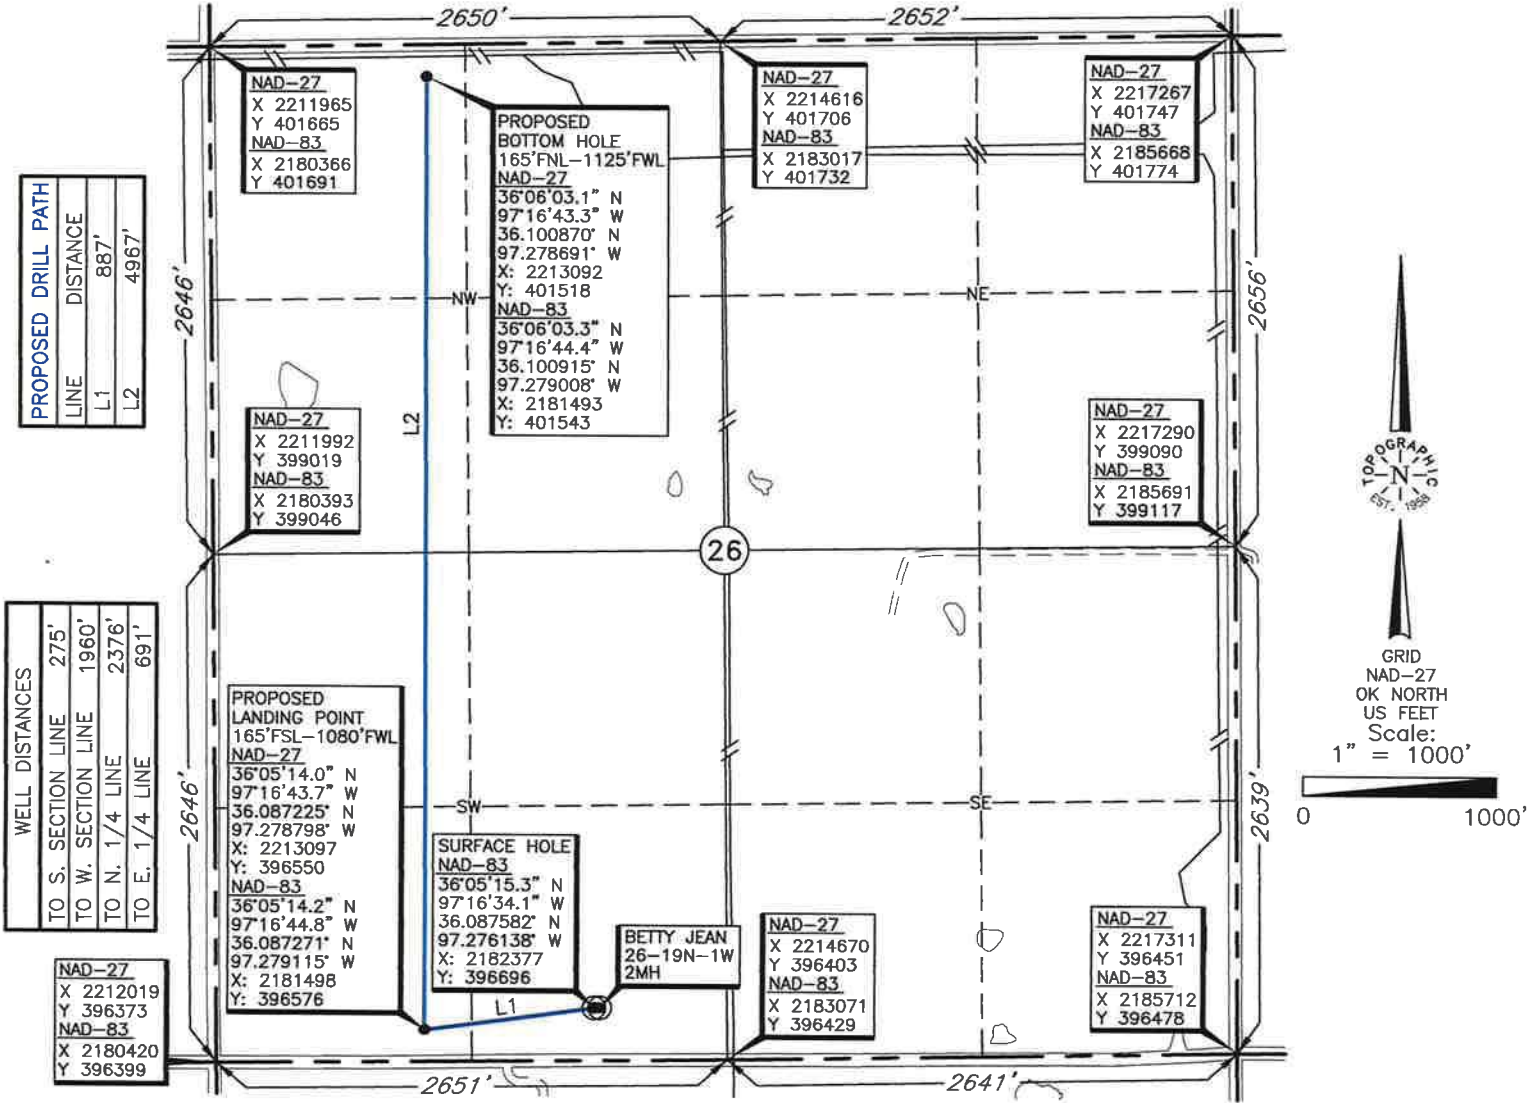 2650'
2652'
NAD-27
X 2211965
Y 401665
NAD-83
X 2180366
Y 401691
PROPOSED
BOTTOM HOLE
165'FNL-1125'FWL
NAD-27
36°06'03.1" N
97°16'43.3" W
36.100870° N
97.278691° W
X: 2213092
Y: 401518
NAD-83
36°06'03.3" N
97°16'44.4" W
36.100915° N
97.279008° W
X: 2181493
Y: 401543
NAD-27
X 2214616
Y 401706
NAD-83
X 2183017
Y 401732
NAD-27
X 2217267
Y 401747
NAD-83
X 2185668
Y 401774
PROPOSED DRILL PATH
LINE DISTANCE
L1 887'
L2 4967'
2646'
NW
NE
2656'
L2
NAD-27
X 2211992
Y 399019
NAD-83
X 2180393
Y 399046
NAD-27
X 2217290
Y 399090
NAD-83
X 2185691
Y 399117
26
TOPOGRAPHIC
N
EST. 1958
GRID
NAD-27
OK NORTH
US FEET
Scale:
1" = 1000'
0 1000'
WELL DISTANCES
TO S. SECTION LINE 275'
TO W. SECTION LINE 1960'
TO N. 1/4 LINE 2376'
TO E. 1/4 LINE 691'
2646'
PROPOSED
LANDING POINT
165'FSL-1080'FWL
NAD-27
36°05'14.0" N
97°16'43.7" W
36.087225° N
97.278798° W
X: 2213097
Y: 396550
NAD-83
36°05'14.2" N
97°16'44.8" W
36.087271° N
97.279115° W
X: 2181498
Y: 396576
SW
SE
2639'
SURFACE HOLE
NAD-83
36°05'15.3" N
97°16'34.1" W
36.087582° N
97.276138° W
X: 2182377
Y: 396696
BETTY JEAN
26-19N-1W
2MH
L1
NAD-27
X 2212019
Y 396373
NAD-83
X 2180420
Y 396399
NAD-27
X 2214670
Y 396403
NAD-83
X 2183071
Y 396429
NAD-27
X 2217311
Y 396451
NAD-83
X 2185712
Y 396478
2651'
2641'